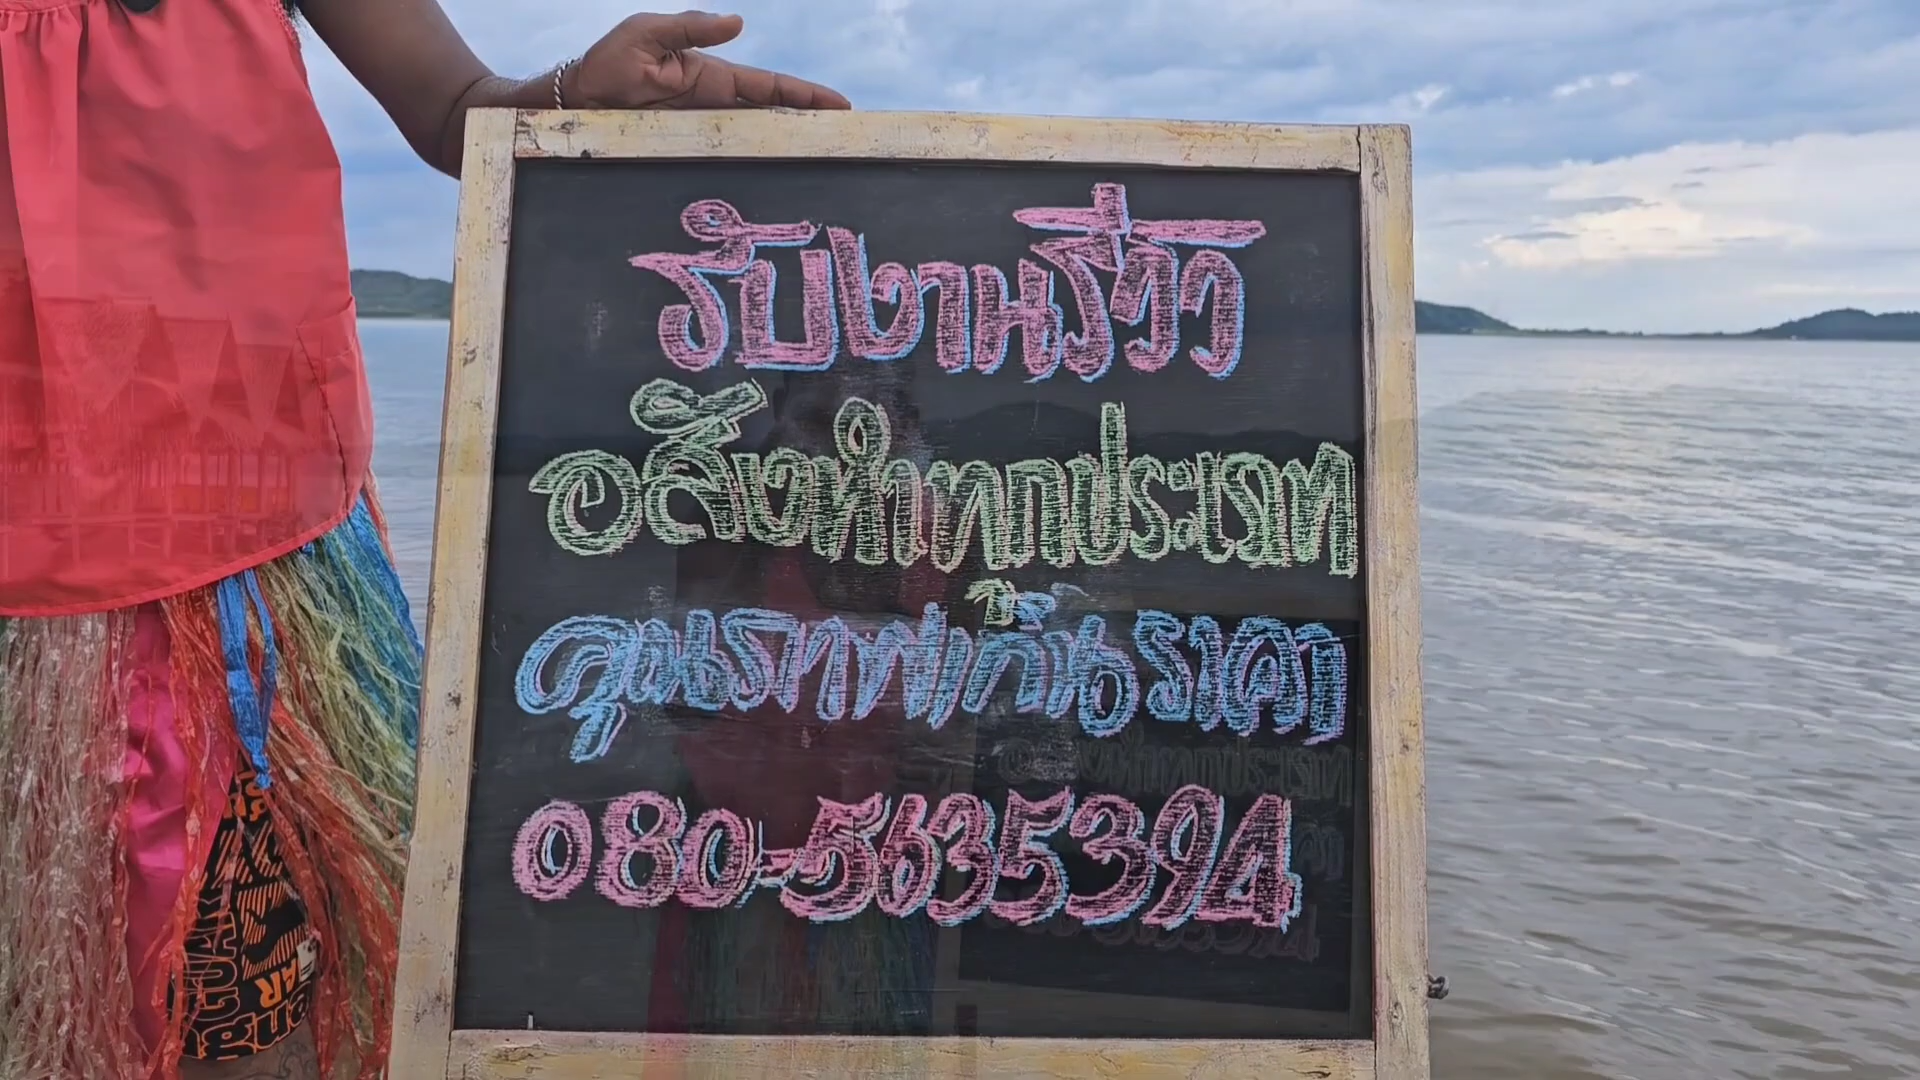 รับงานรีวิว
อสังหาฯทุกประเภท
คุณภาพเกินราคา
080-5635394